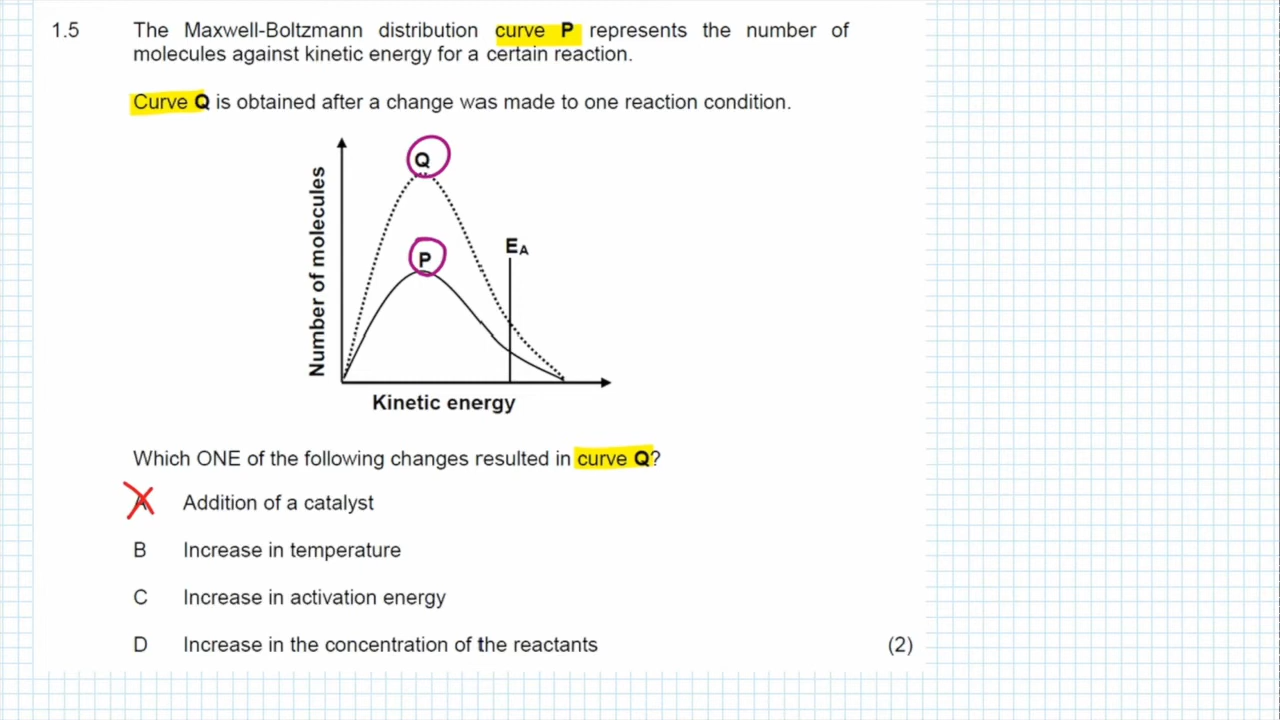 1.5 The Maxwell-Boltzmann distribution curve P represents the number of
molecules against kinetic energy for a certain reaction.
Curve Q is obtained after a change was made to one reaction condition.
Q
P
EA
Number of molecules
Kinetic energy
Which ONE of the following changes resulted in curve Q?
A Addition of a catalyst
B Increase in temperature
C Increase in activation energy
D Increase in the concentration of the reactants (2)